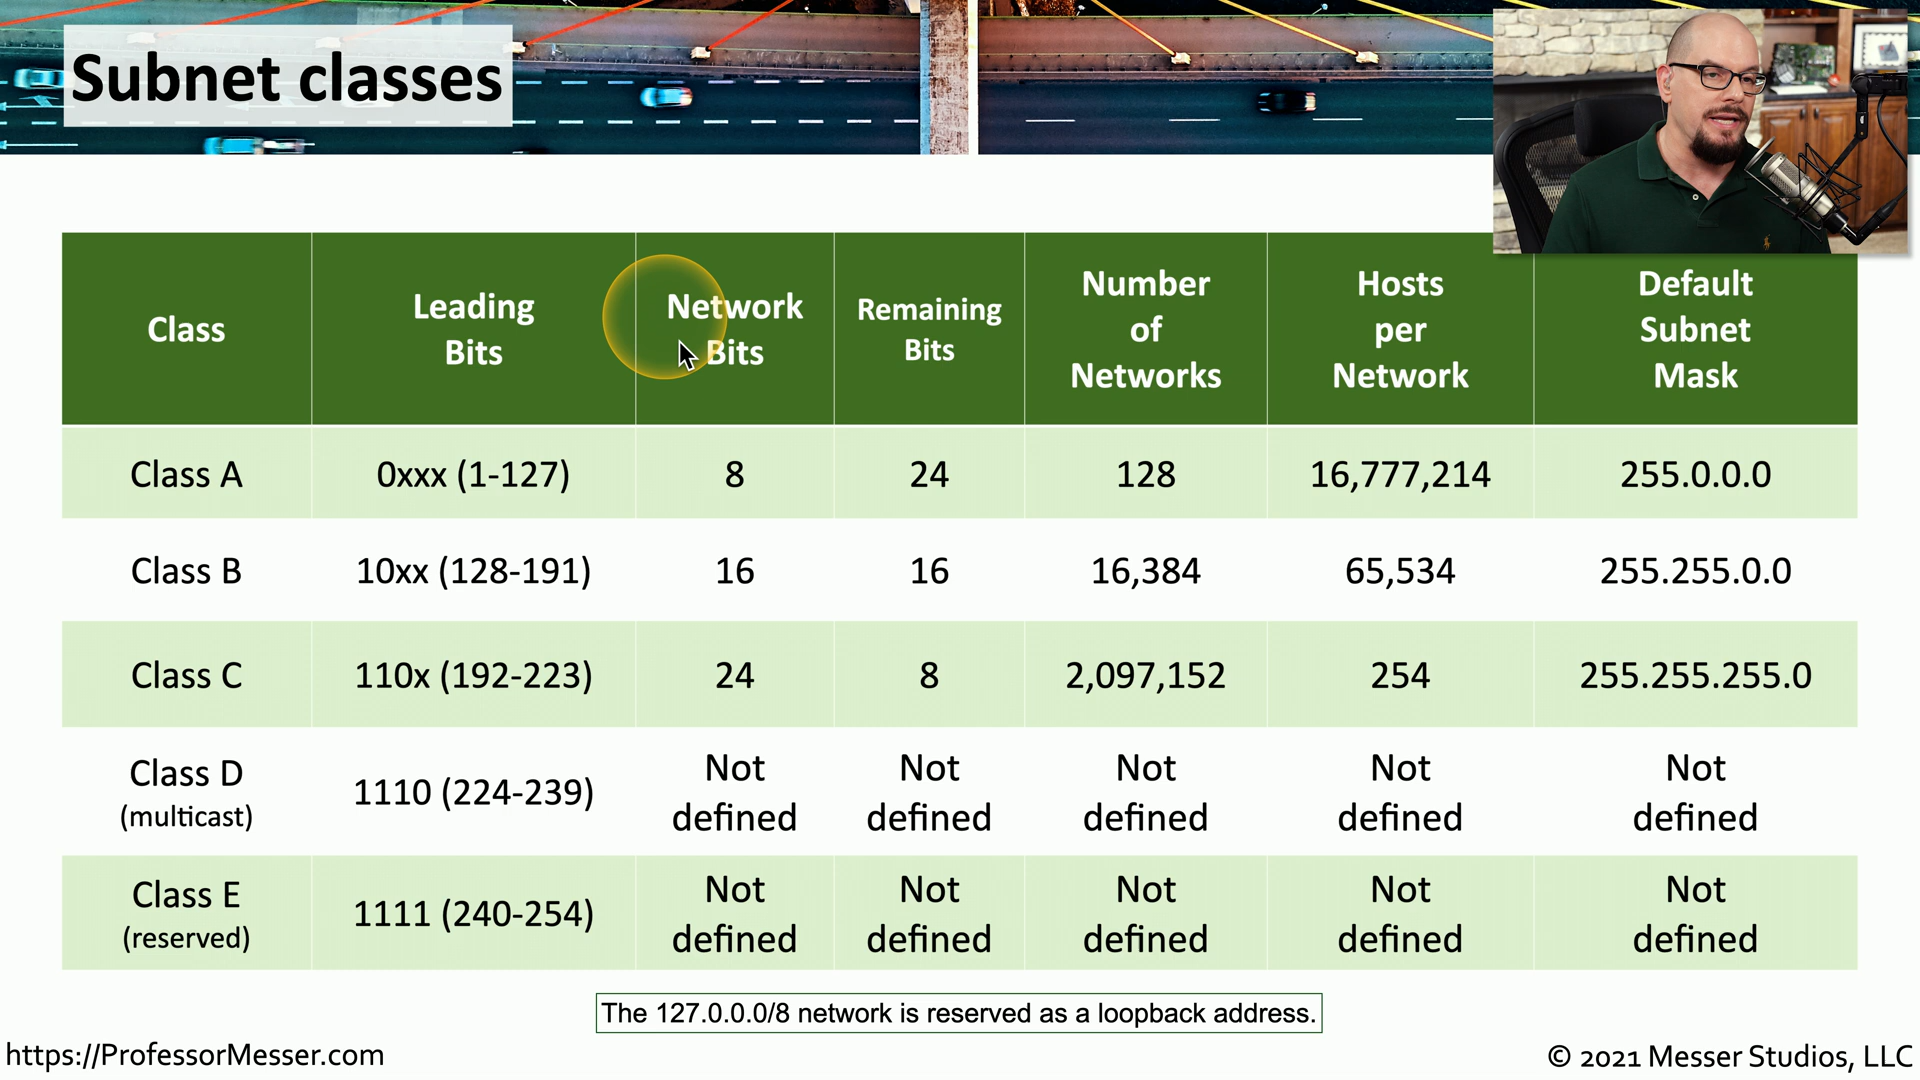 Subnet classes
Class
Leading
Bits
Network
Bits
Remaining
Bits
Number
of
Networks
Hosts
per
Network
Default
Subnet
Mask
Class A
0xxx (1-127)
8
24
128
16,777,214
255.0.0.0
Class B
10xx (128-191)
16
16
16,384
65,534
255.255.0.0
Class C
110x (192-223)
24
8
2,097,152
254
255.255.255.0
Class D
(multicast)
1110 (224-239)
Not
defined
Not
defined
Not
defined
Not
defined
Not
defined
Class E
(reserved)
1111 (240-254)
Not
defined
Not
defined
Not
defined
Not
defined
Not
defined
The 127.0.0.0/8 network is reserved as a loopback address.
https://ProfessorMesser.com
© 2021 Messer Studios, LLC